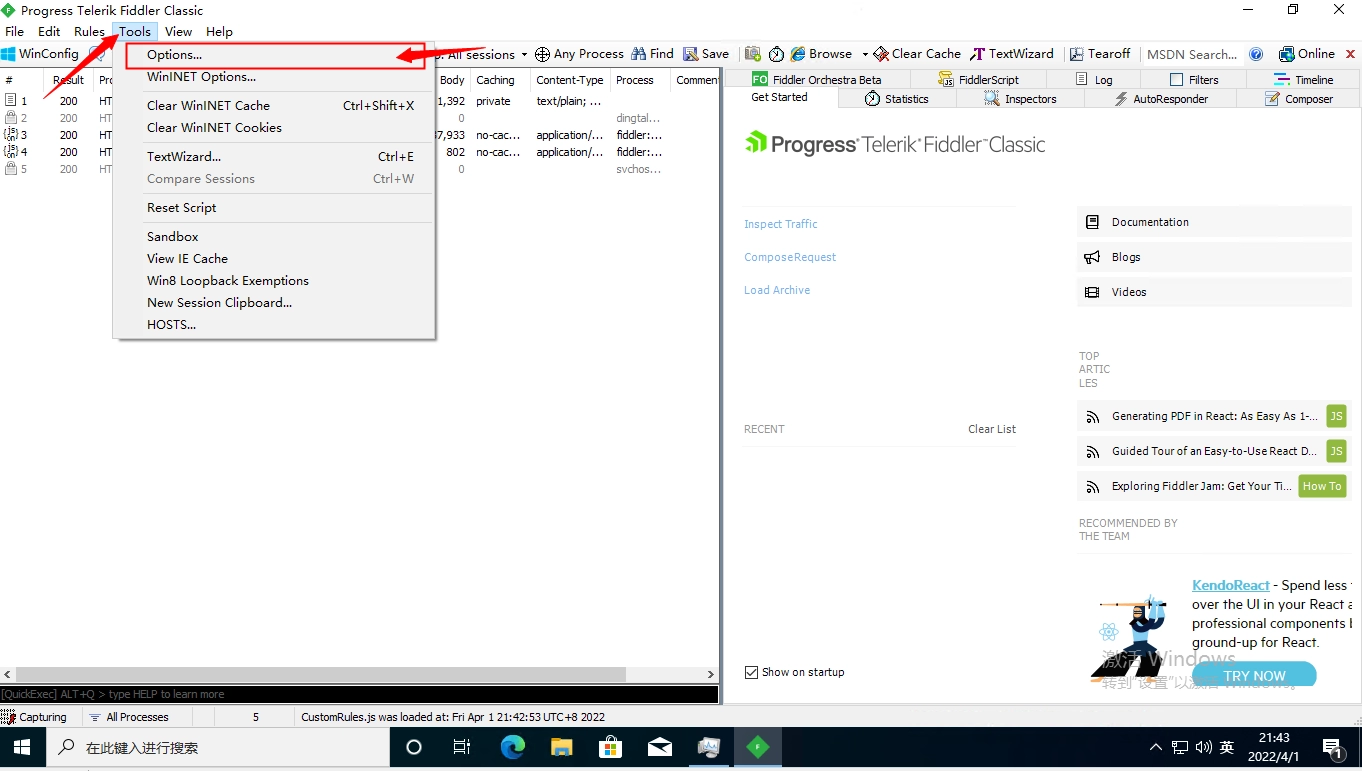 Progress Telerik Fiddler Classic
File Edit Rules Tools View Help
WinConfig All sessions Any Process Find Save Browse Clear Cache TextWizard Tearoff MSDN Search... Online
# Result Body Caching Content-Type Process Commen
1 200 HT 1,392 private text/plain; ...
2 200 HT 0 dingtal...
3 200 HT 37,933 no-cac... application/... fiddler:...
4 200 HT 802 no-cac... application/... fiddler:...
5 200 HT 0 svchos...
Options...
WinINET Options...
Clear WinINET Cache Ctrl+Shift+X
Clear WinINET Cookies
TextWizard... Ctrl+E
Compare Sessions Ctrl+W
Reset Script
Sandbox
View IE Cache
Win8 Loopback Exemptions
New Session Clipboard...
HOSTS...
FO Fiddler Orchestra Beta FiddlerScript Log Filters Timeline
Get Started Statistics Inspectors AutoResponder Composer
Progress® Telerik® Fiddler™ Classic
Inspect Traffic
Compose Request
Load Archive
Documentation
Blogs
Videos
TOP
ARTIC
LES
Generating PDF in React: As Easy As 1-... JS
Guided Tour of an Easy-to-Use React D... JS
Exploring Fiddler Jam: Get Your Ti... How To
RECENT Clear List
RECOMMENDED BY
THE TEAM
KendoReact - Spend less
over the UI in your React a
professional components b
ground-up for React.
TRY NOW
激活 Windows
转到"设置"以激活 Windows。
Show on startup
[QuickExec] ALT+Q > type HELP to learn more
Capturing All Processes 5 CustomRules.js was loaded at: Fri Apr 1 21:42:53 UTC+8 2022
在此键入进行搜索
英
21:43
2022/4/1
1